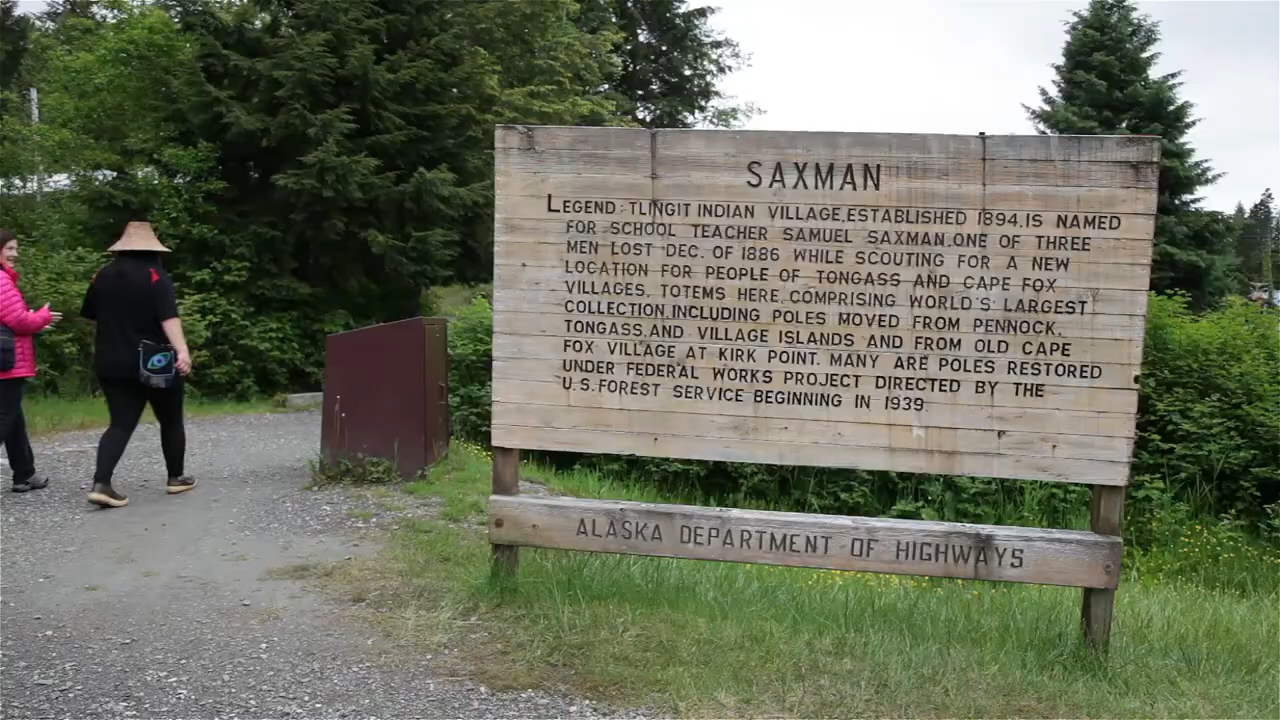 SAXMAN
LEGEND: TLINGIT INDIAN VILLAGE, ESTABLISHED 1894, IS NAMED
FOR SCHOOL TEACHER SAMUEL SAXMAN, ONE OF THREE
MEN LOST DEC. OF 1886 WHILE SCOUTING FOR A NEW
LOCATION FOR PEOPLE OF TONGASS AND CAPE FOX
VILLAGES. TOTEMS HERE, COMPRISING WORLD'S LARGEST
COLLECTION, INCLUDING POLES MOVED FROM PENNOCK,
TONGASS, AND VILLAGE ISLANDS AND FROM OLD CAPE
FOX VILLAGE AT KIRK POINT. MANY ARE POLES RESTORED
UNDER FEDERAL WORKS PROJECT DIRECTED BY THE
U.S. FOREST SERVICE BEGINNING IN 1939.
ALASKA DEPARTMENT OF HIGHWAYS